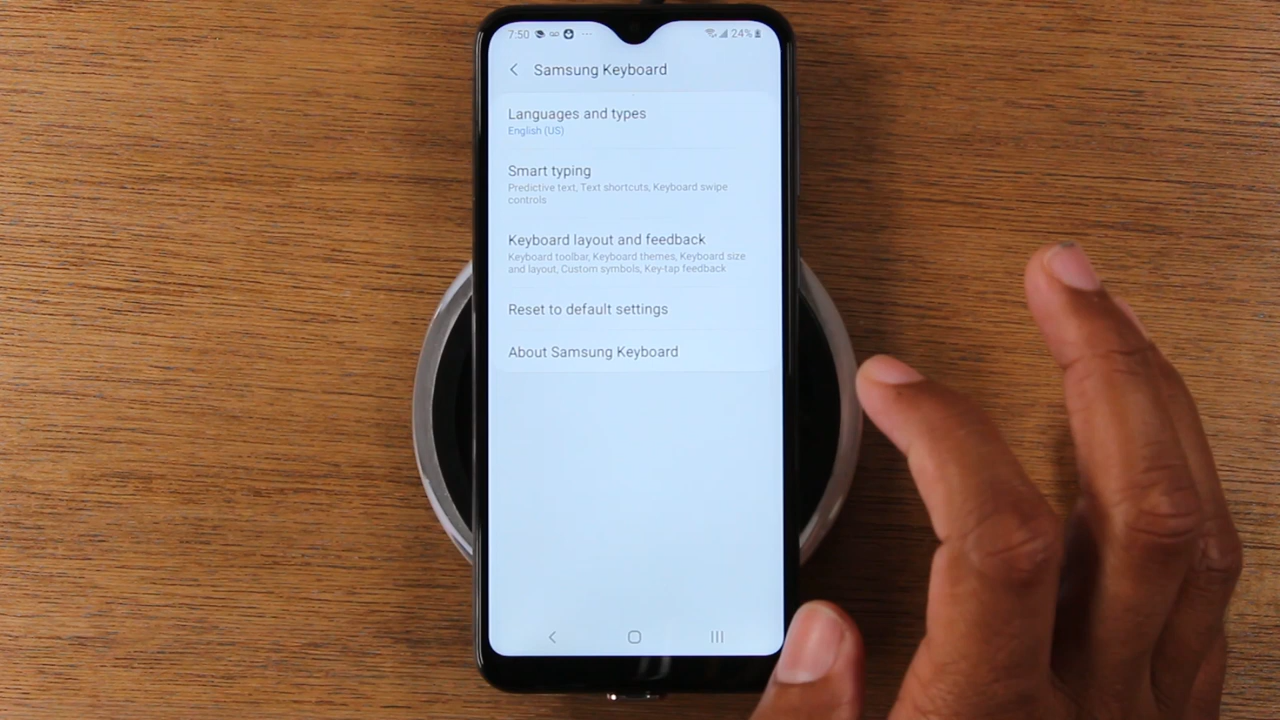 7:50 24%
Samsung Keyboard
Languages and types
English (US)
Smart typing
Predictive text, Text shortcuts, Keyboard swipe
controls
Keyboard layout and feedback
Keyboard toolbar, Keyboard themes, Keyboard size
and layout, Custom symbols, Key-tap feedback
Reset to default settings
About Samsung Keyboard